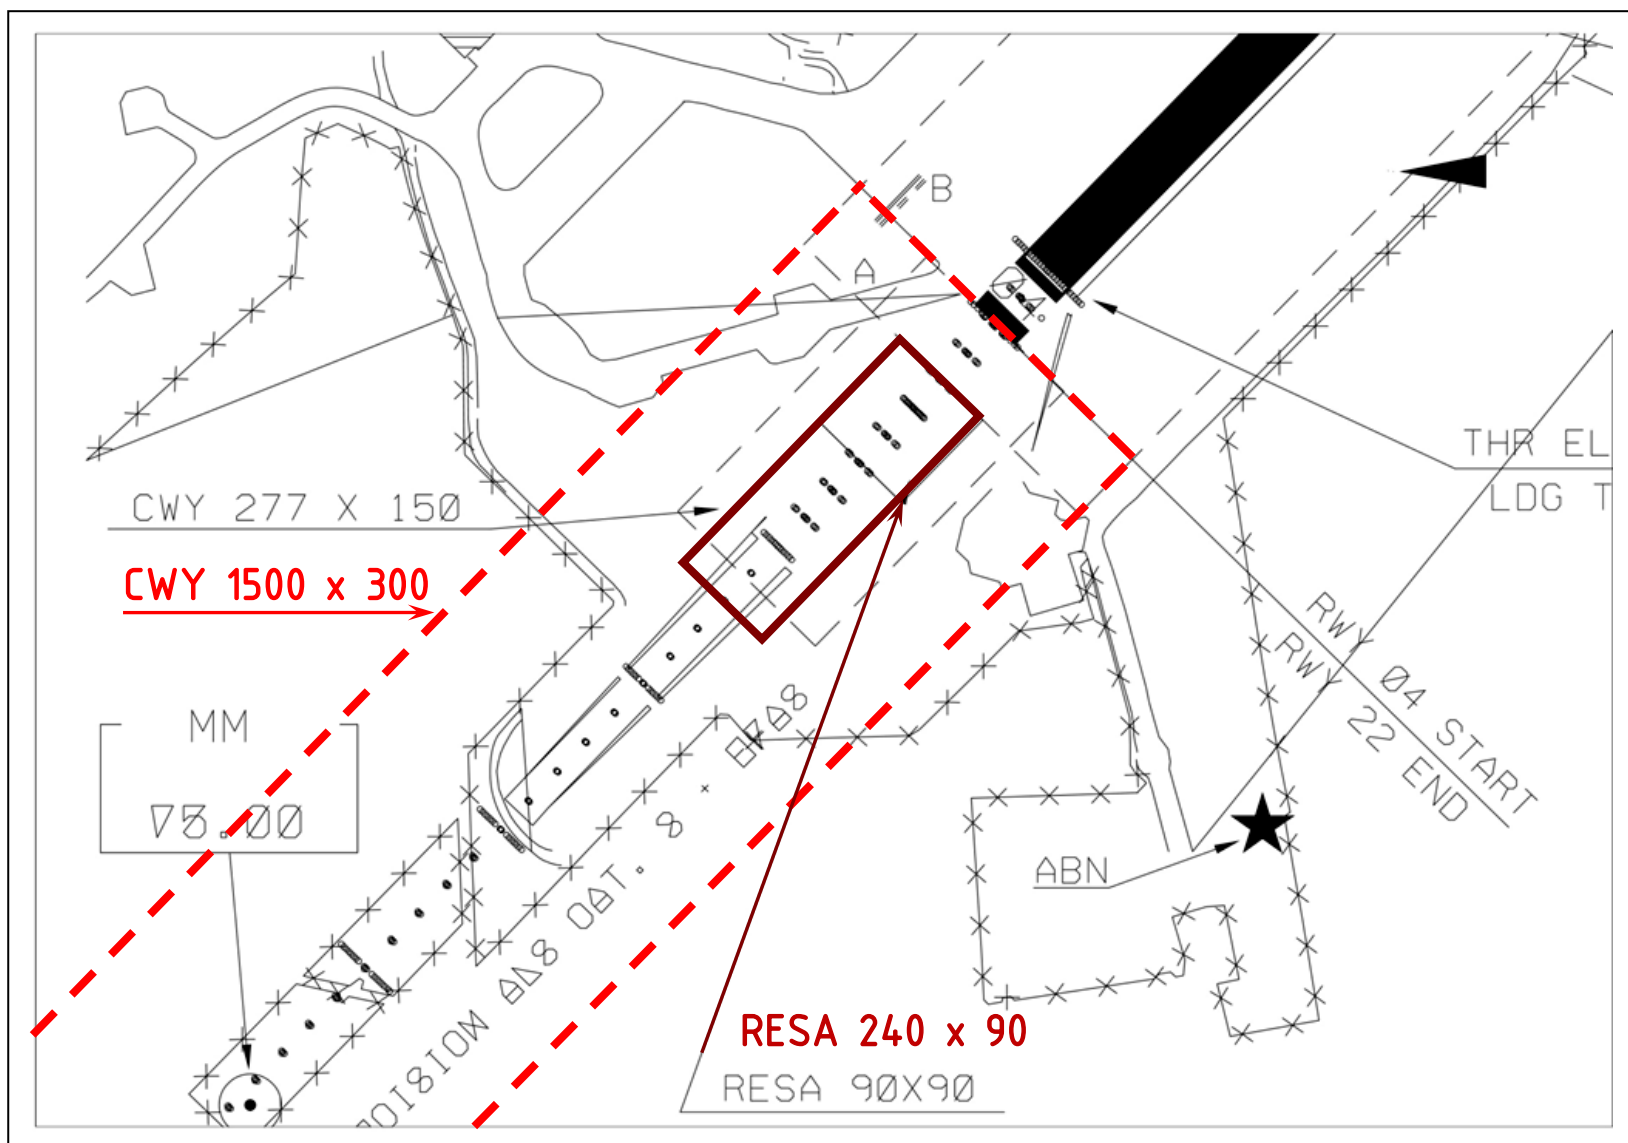 B
A
04
THR EL
LDG T
CWY 277 X 150
CWY 1500 x 300
RWY 04 START
RWY 22 END
MM
ABN
RESA 240 x 90
RESA 90X90